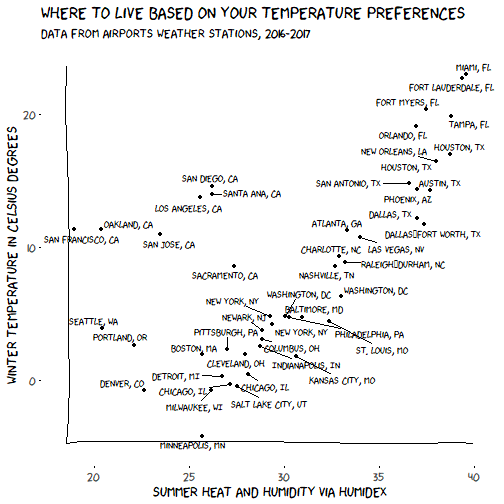 WHERE TO LIVE BASED ON YOUR TEMPERATURE PREFERENCES
DATA FROM AIRPORTS WEATHER STATIONS, 2016-2017
MIAMI, FL
FORT LAUDERDALE, FL
FORT MYERS, FL
20
TAMPA, FL
ORLANDO, FL
NEW ORLEANS, LA
HOUSTON, TX
HOUSTON, TX
SAN DIEGO, CA
SAN ANTONIO, TX
AUSTIN, TX
SANTA ANA, CA
PHOENIX, AZ
LOS ANGELES, CA
DALLAS, TX
OAKLAND, CA
ATLANTA, GA
DALLAS□FORT WORTH, TX
SAN FRANCISCO, CA
SAN JOSE, CA
CHARLOTTE, NC
LAS VEGAS, NV
10
RALEIGH□DURHAM, NC
SACRAMENTO, CA
NASHVILLE, TN
WASHINGTON, DC
WASHINGTON, DC
NEW YORK, NY
BALTIMORE, MD
SEATTLE, WA
NEWARK, NJ
PORTLAND, OR
PITTSBURGH, PA
NEW YORK, NY
PHILADELPHIA, PA
BOSTON, MA
COLUMBUS, OH
ST. LOUIS, MO
CLEVELAND, OH
INDIANAPOLIS, IN
0
DENVER, CO
DETROIT, MI
KANSAS CITY, MO
CHICAGO, IL
CHICAGO, IL
MILWAUKEE, WI
SALT LAKE CITY, UT
MINNEAPOLIS, MN
WINTER TEMPERATURE IN CELSIUS DEGREES
20
25
30
35
40
SUMMER HEAT AND HUMIDITY VIA HUMIDEX